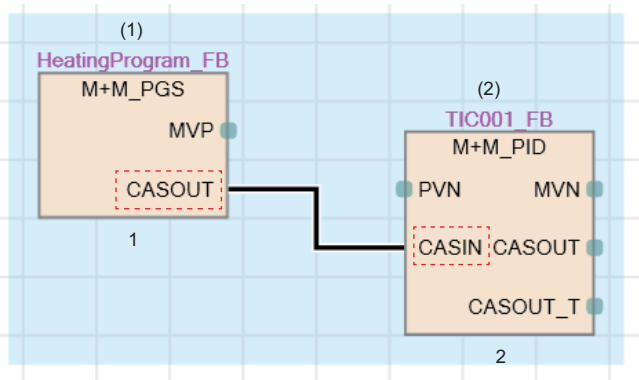 (1)
HeatingProgram_FB
M+M_PGS
MVP
CASOUT
1
(2)
TIC001_FB
M+M_PID
PVN MVN
CASIN CASOUT
CASOUT_T
2